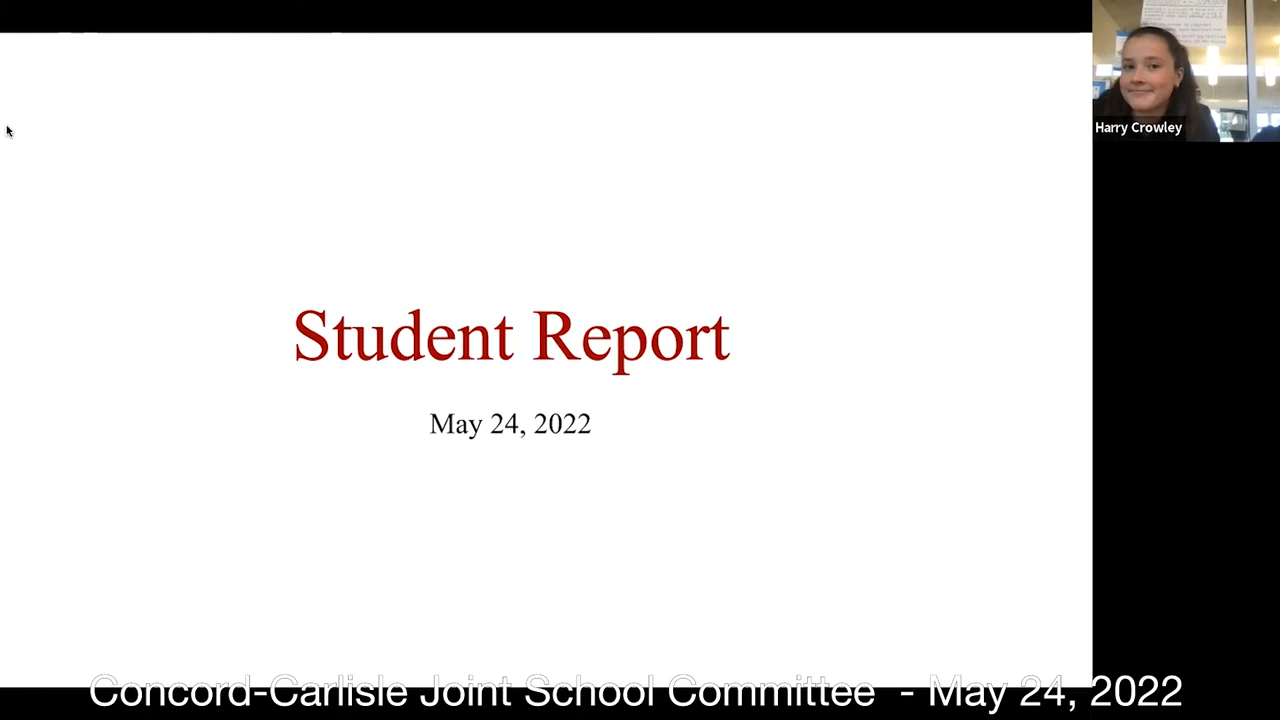 Harry Crowley
Student Report
May 24, 2022
Concord-Carlisle Joint School Committee - May 24, 2022